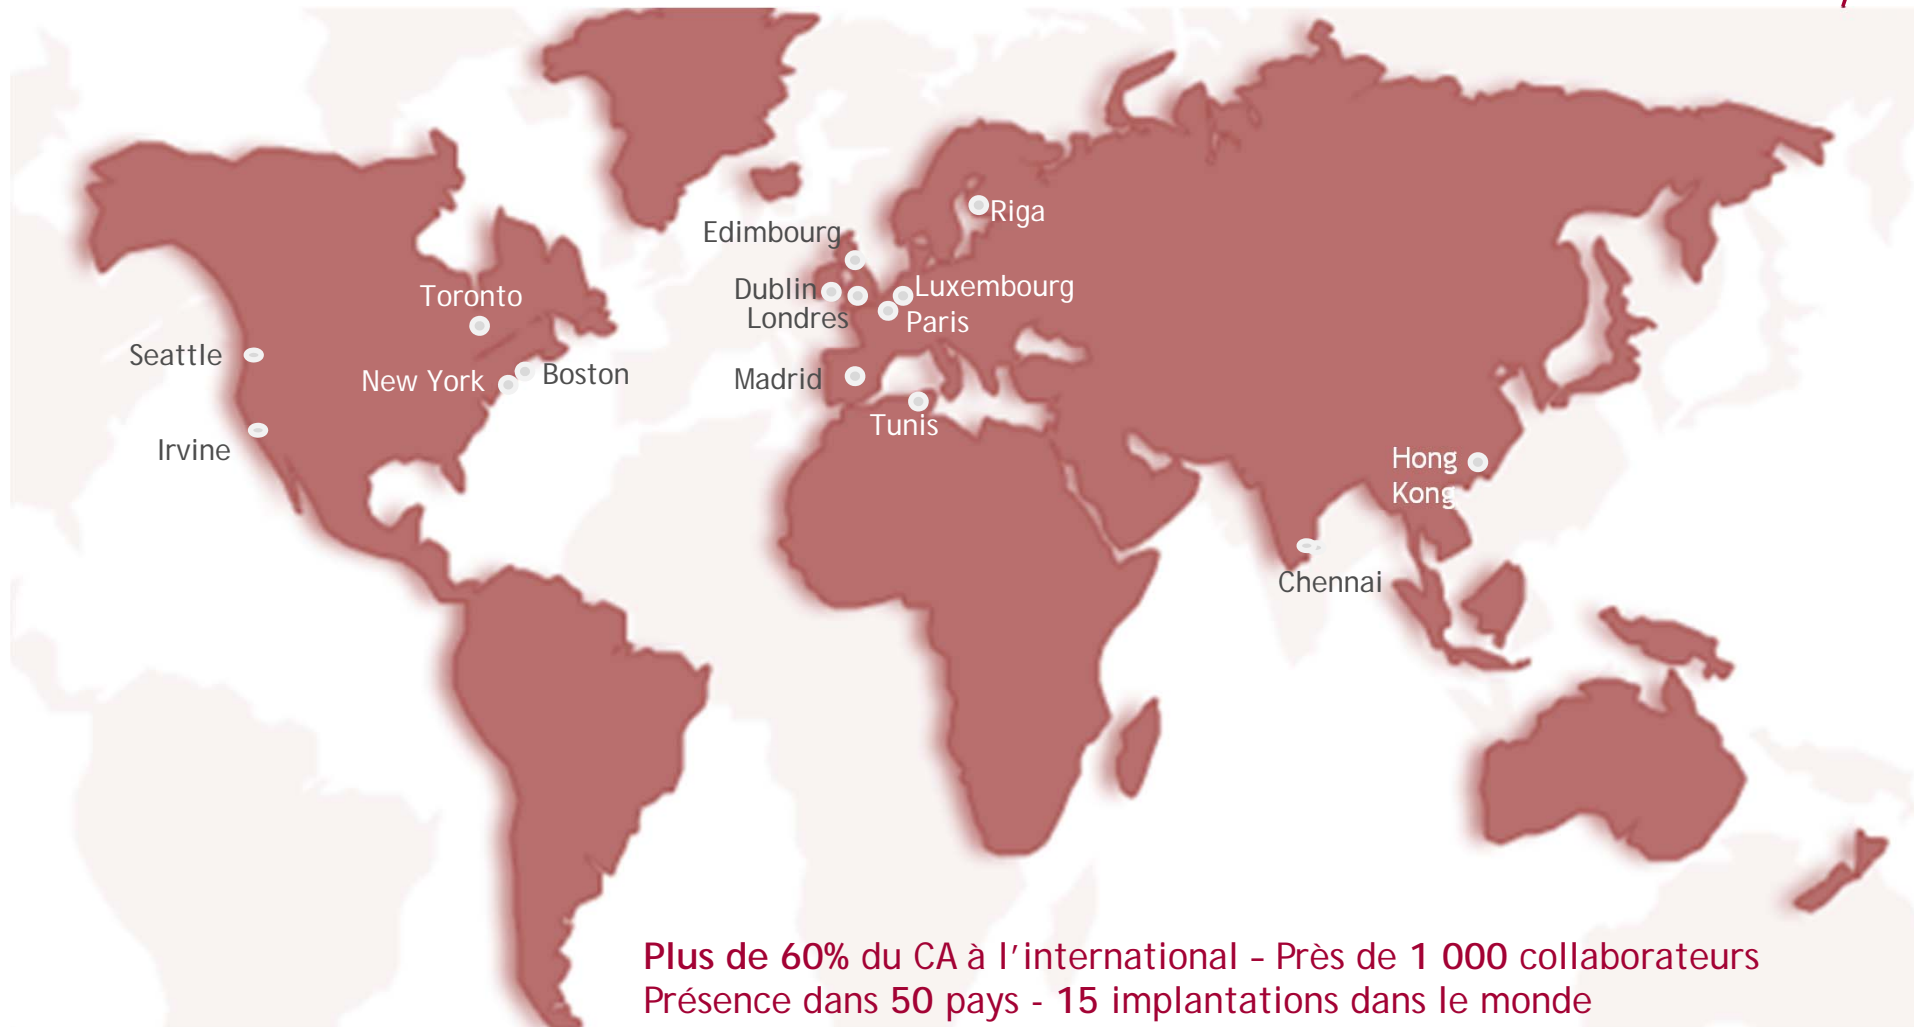 Riga
Edimbourg
Dublin
Luxembourg
Toronto
Londres
Paris
Seattle
New York
Boston
Madrid
Tunis
Irvine
Hong
Kong
Chennai
Plus de 60% du CA à l'international – Près de 1 000 collaborateurs
Présence dans 50 pays - 15 implantations dans le monde